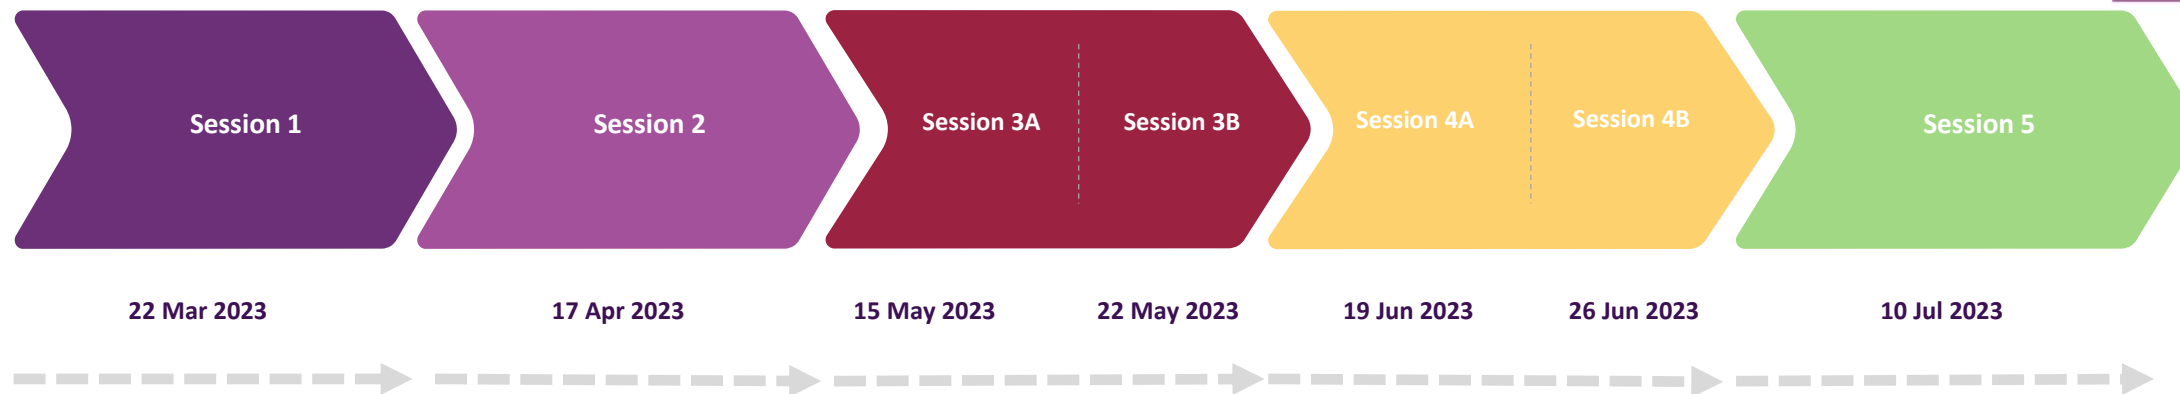 Session 1
Session 2
Session 3A
Session 3B
Session 4A
Session 4B
Session 5
22 Mar 2023
17 Apr 2023
15 May 2023
22 May 2023
19 Jun 2023
26 Jun 2023
10 Jul 2023